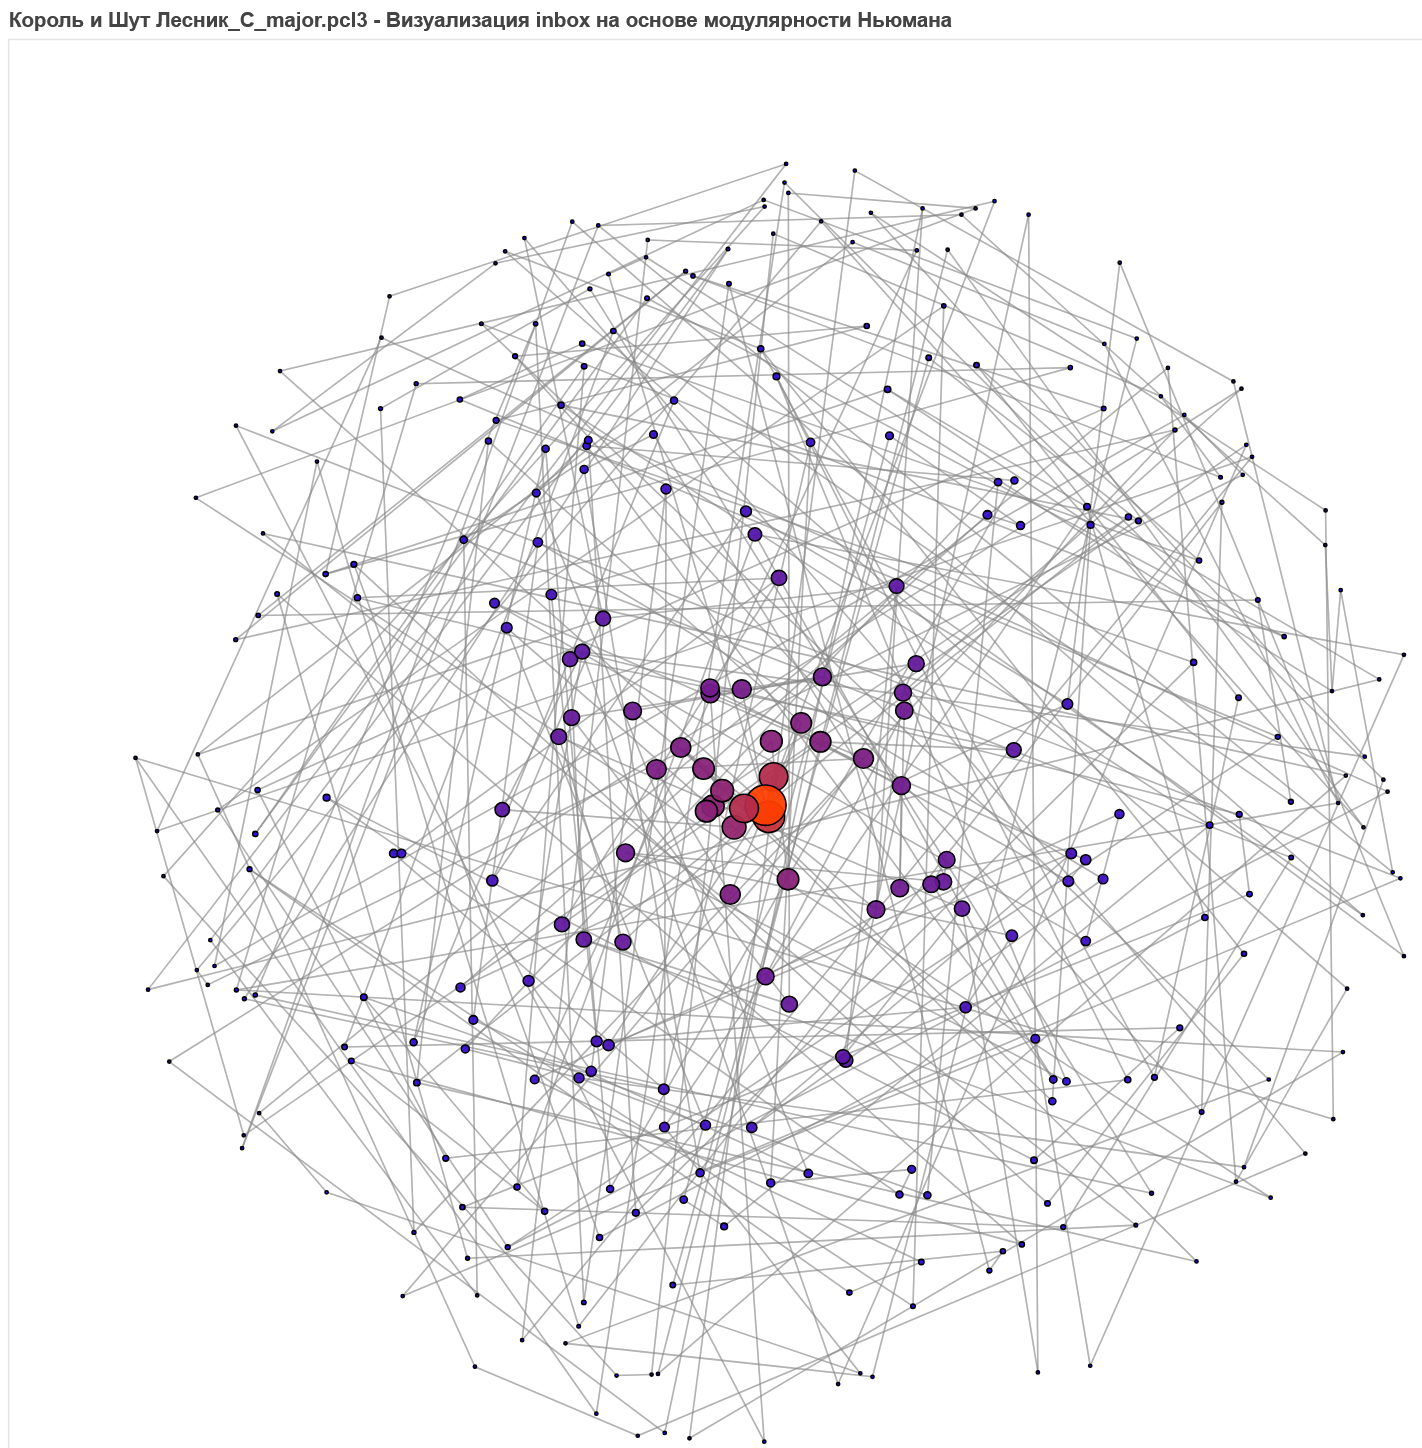 Король и Шут Лесник_C_major.pcl3 - Визуализация inbox на основе модулярности Ньюмана